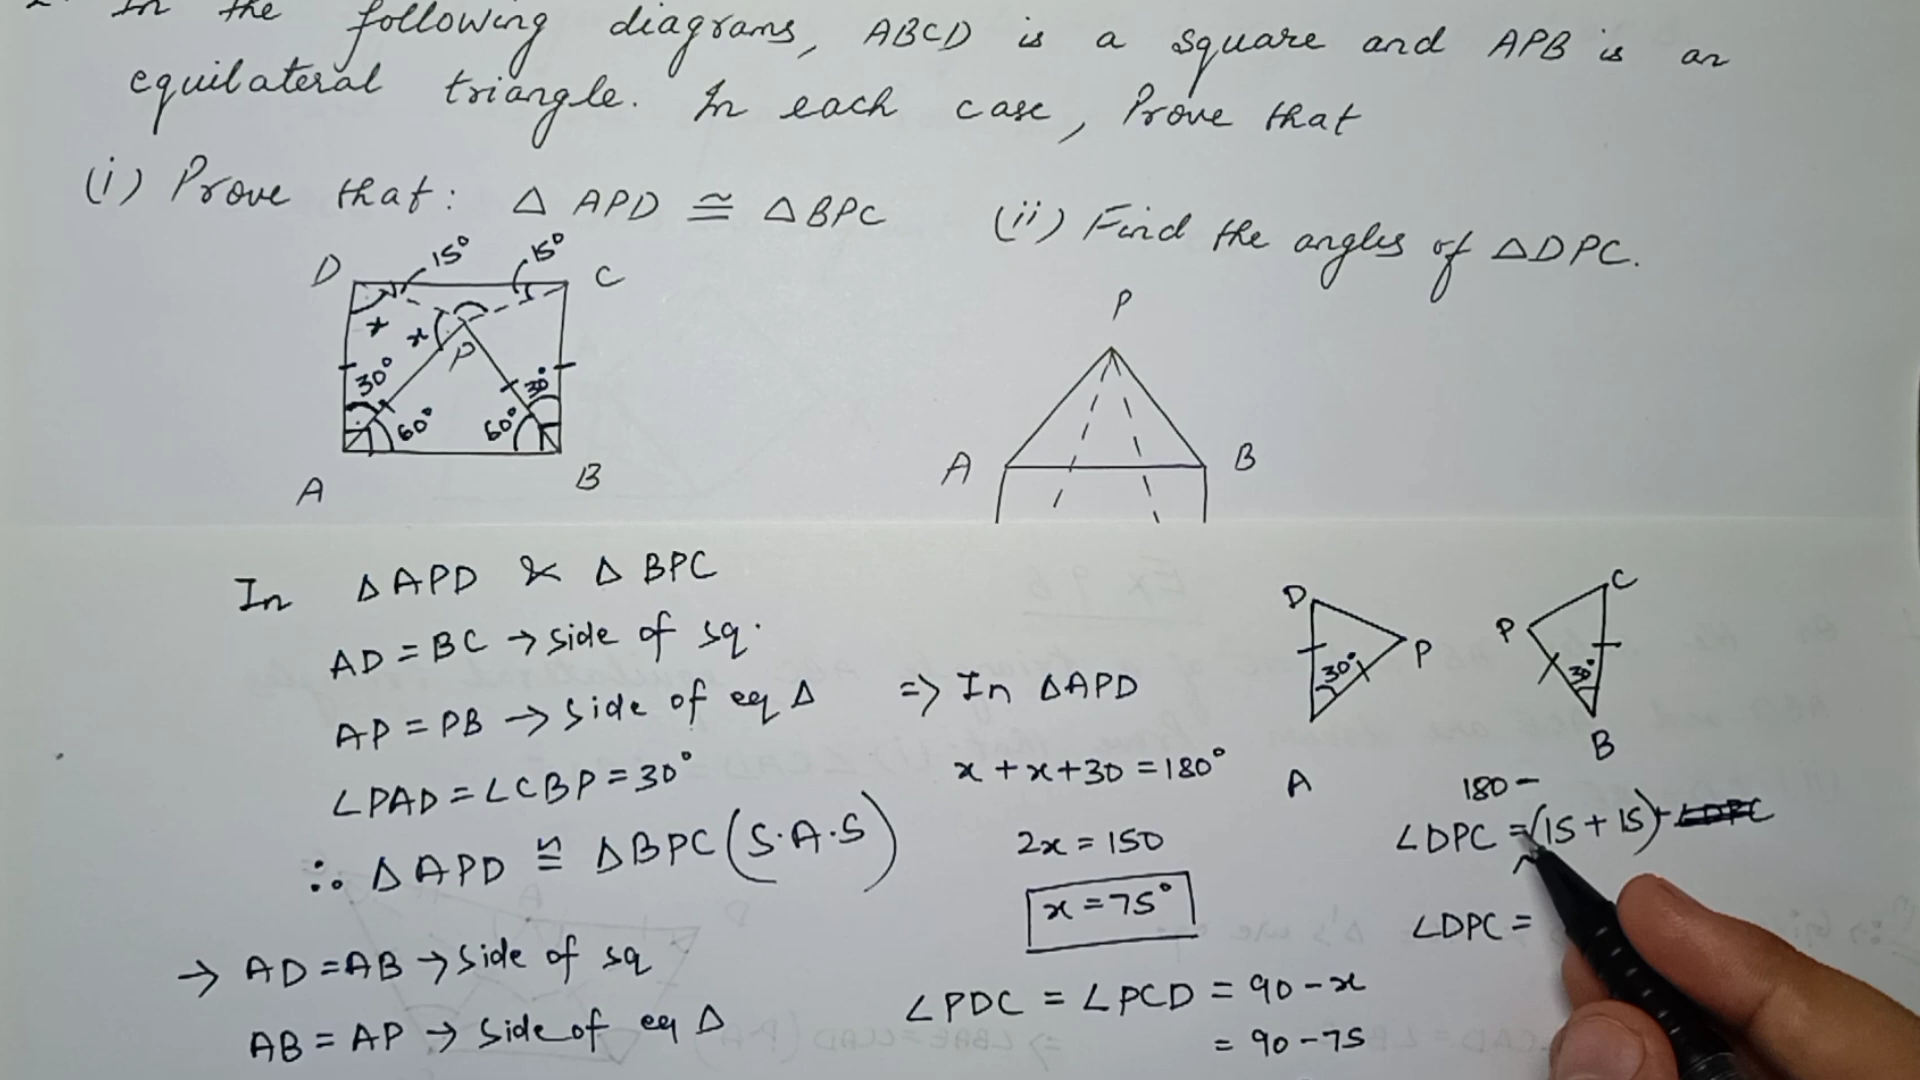 In the following diagrams, ABCD is a square and APB is an
equilateral triangle. In each case, Prove that
(i) Prove that: △ APD ≅ △BPC (ii) Find the angles of △DPC.
D 15° 15° C
x x P
30° 30°
60° 60°
A B
P
A B
In △APD & △BPC
AD = BC → side of sq.
AP = PB → side of eq △
∠PAD = ∠CBP = 30°
∴ △APD ≅ △BPC (S.A.S)
→ AD = AB → side of sq
AB = AP → side of eq △
=> In △APD
x + x + 30 = 180°
2x = 150
x = 75°
∠PDC = ∠PCD = 90 - x
= 90 - 75
D P 30° A
C P 30° B
180 -
∠DPC = (15 + 15)
∠DPC =